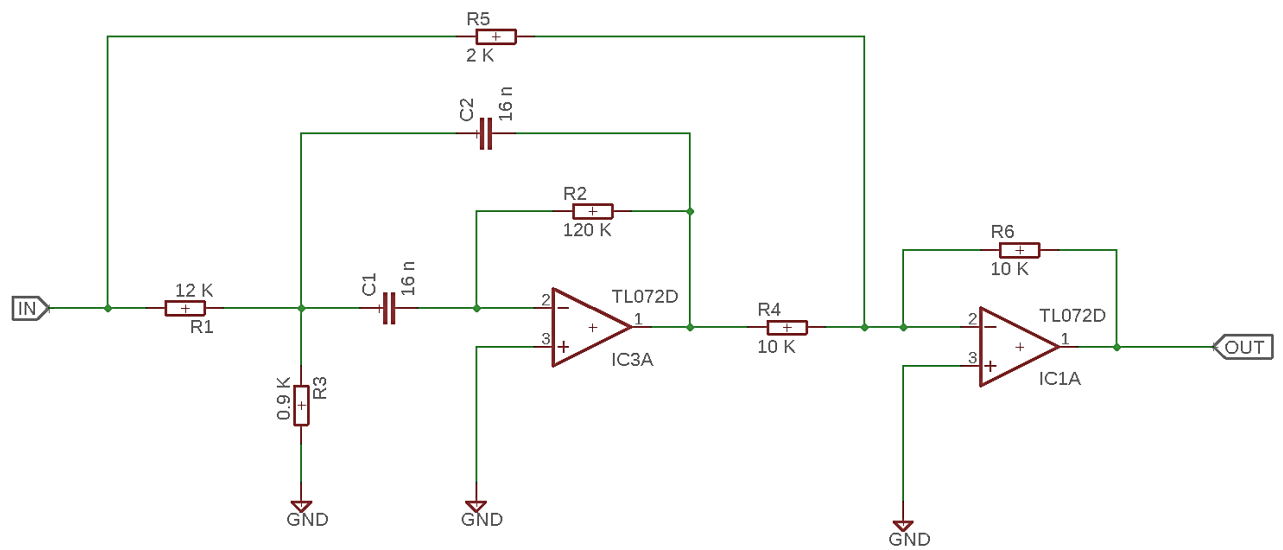 R5
2 K
C2
16 n
R2
120 K
R6
10 K
IN
12 K
R1
C1
16 n
2
3
1
TL072D
IC3A
R4
10 K
2
3
1
TL072D
IC1A
OUT
0.9 K
R3
GND
GND
GND